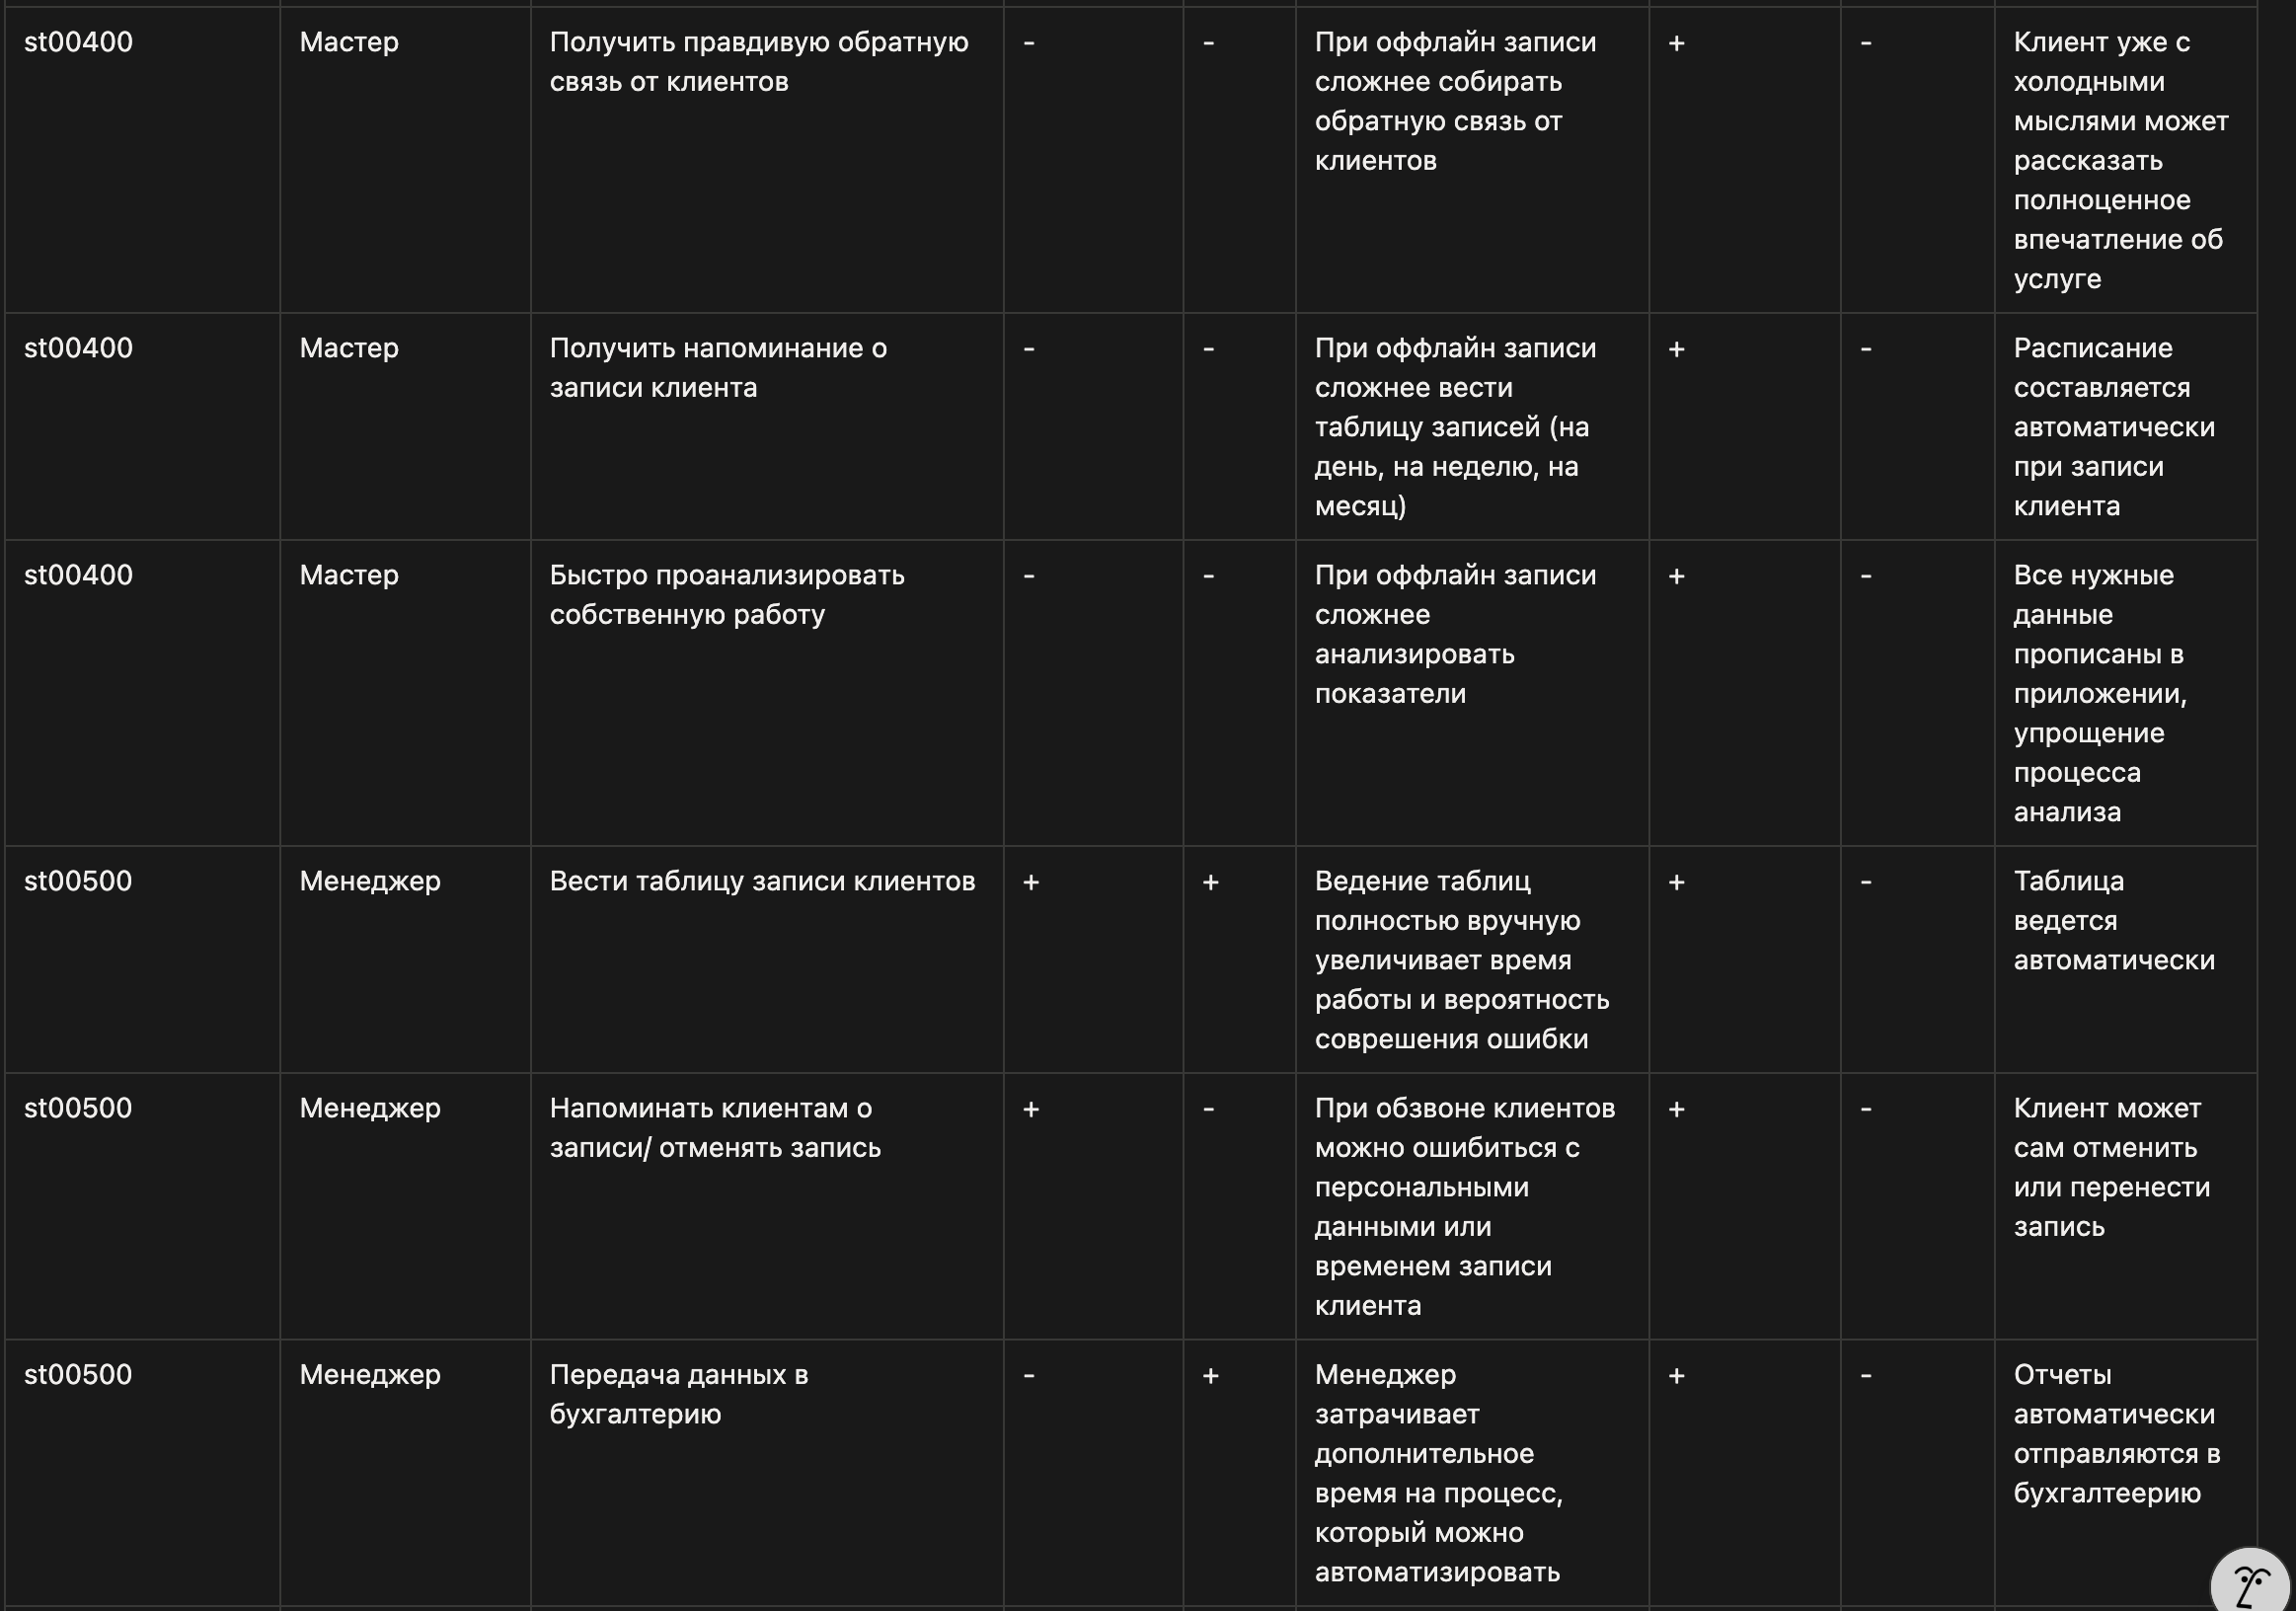 st00400
Мастер
Получить правдивую обратную
связь от клиентов
-
-
При оффлайн записи
сложнее собирать
обратную связь от
клиентов
+
-
Клиент уже с
холодными
мыслями может
рассказать
полноценное
впечатление об
услуге
st00400
Мастер
Получить напоминание о
записи клиента
-
-
При оффлайн записи
сложнее вести
таблицу записей (на
день, на неделю, на
месяц)
+
-
Расписание
составляется
автоматически
при записи
клиента
st00400
Мастер
Быстро проанализировать
собственную работу
-
-
При оффлайн записи
сложнее
анализировать
показатели
+
-
Все нужные
данные
прописаны в
приложении,
упрощение
процесса
анализа
st00500
Менеджер
Вести таблицу записи клиентов
+
+
Ведение таблиц
полностью вручную
увеличивает время
работы и вероятность
соврешения ошибки
+
-
Таблица
ведется
автоматически
st00500
Менеджер
Напоминать клиентам о
записи/ отменять запись
+
-
При обзвоне клиентов
можно ошибиться с
персональными
данными или
временем записи
клиента
+
-
Клиент может
сам отменить
или перенести
запись
st00500
Менеджер
Передача данных в
бухгалтерию
-
+
Менеджер
затрачивает
дополнительное
время на процесс,
который можно
автоматизировать
+
-
Отчеты
автоматически
отправляются в
бухгалтеерию